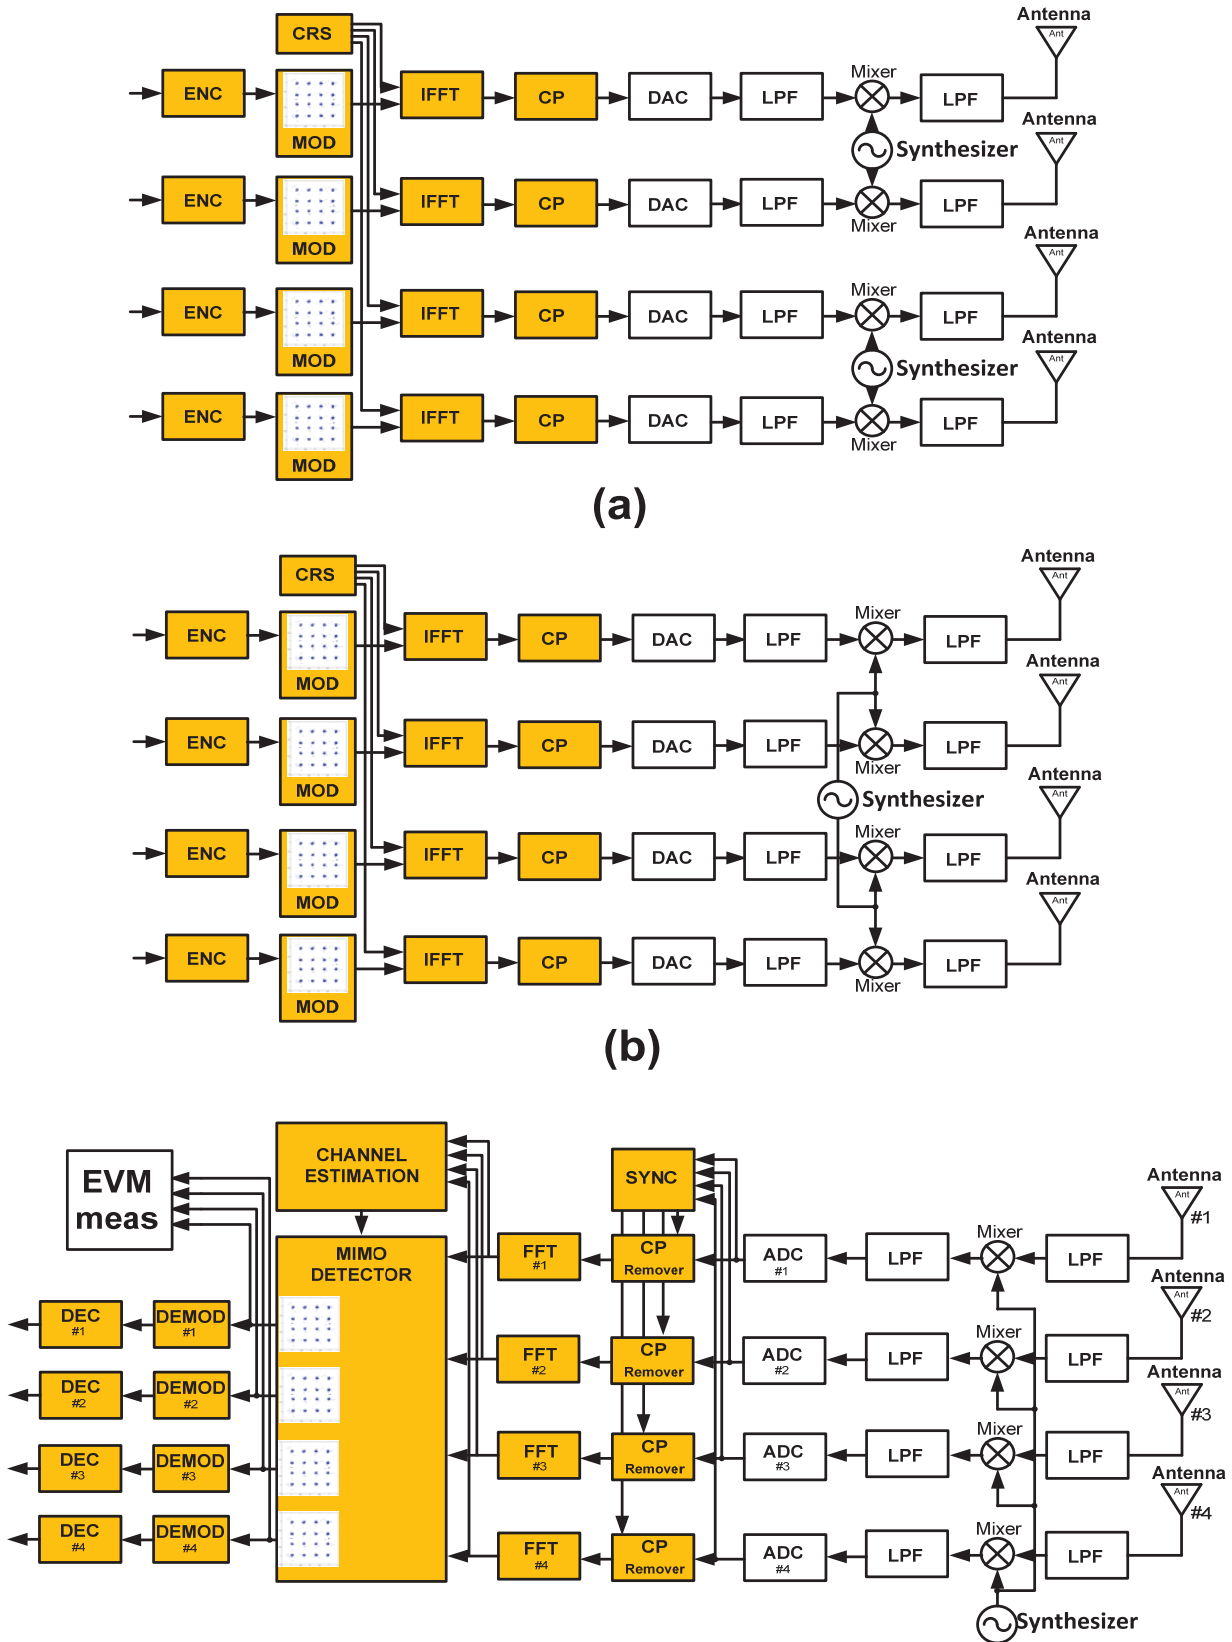 Antenna
Ant
CRS
ENC
MOD
IFFT
CP
DAC
LPF
Mixer
LPF
Synthesizer
Antenna
Ant
ENC
MOD
IFFT
CP
DAC
LPF
Mixer
LPF
Antenna
Ant
ENC
MOD
IFFT
CP
DAC
LPF
Mixer
LPF
Synthesizer
Antenna
Ant
ENC
MOD
IFFT
CP
DAC
LPF
Mixer
LPF
(a)
Antenna
Ant
CRS
ENC
MOD
IFFT
CP
DAC
LPF
Mixer
LPF
Antenna
Ant
ENC
MOD
IFFT
CP
DAC
LPF
Mixer
LPF
Synthesizer
Antenna
Ant
ENC
MOD
IFFT
CP
DAC
LPF
Mixer
LPF
Antenna
Ant
ENC
MOD
IFFT
CP
DAC
LPF
Mixer
LPF
(b)
EVM
meas
CHANNEL
ESTIMATION
SYNC
MIMO
DETECTOR
FFT
#1
CP
Remover
ADC
#1
LPF
Mixer
LPF
Antenna
Ant
#1
DEC
#1
DEMOD
#1
FFT
#2
CP
Remover
ADC
#2
LPF
Mixer
LPF
Antenna
Ant
#2
DEC
#2
DEMOD
#2
FFT
#3
CP
Remover
ADC
#3
LPF
Mixer
LPF
Antenna
Ant
#3
DEC
#3
DEMOD
#3
FFT
#4
CP
Remover
ADC
#4
LPF
Mixer
LPF
Antenna
Ant
#4
DEC
#4
DEMOD
#4
Synthesizer